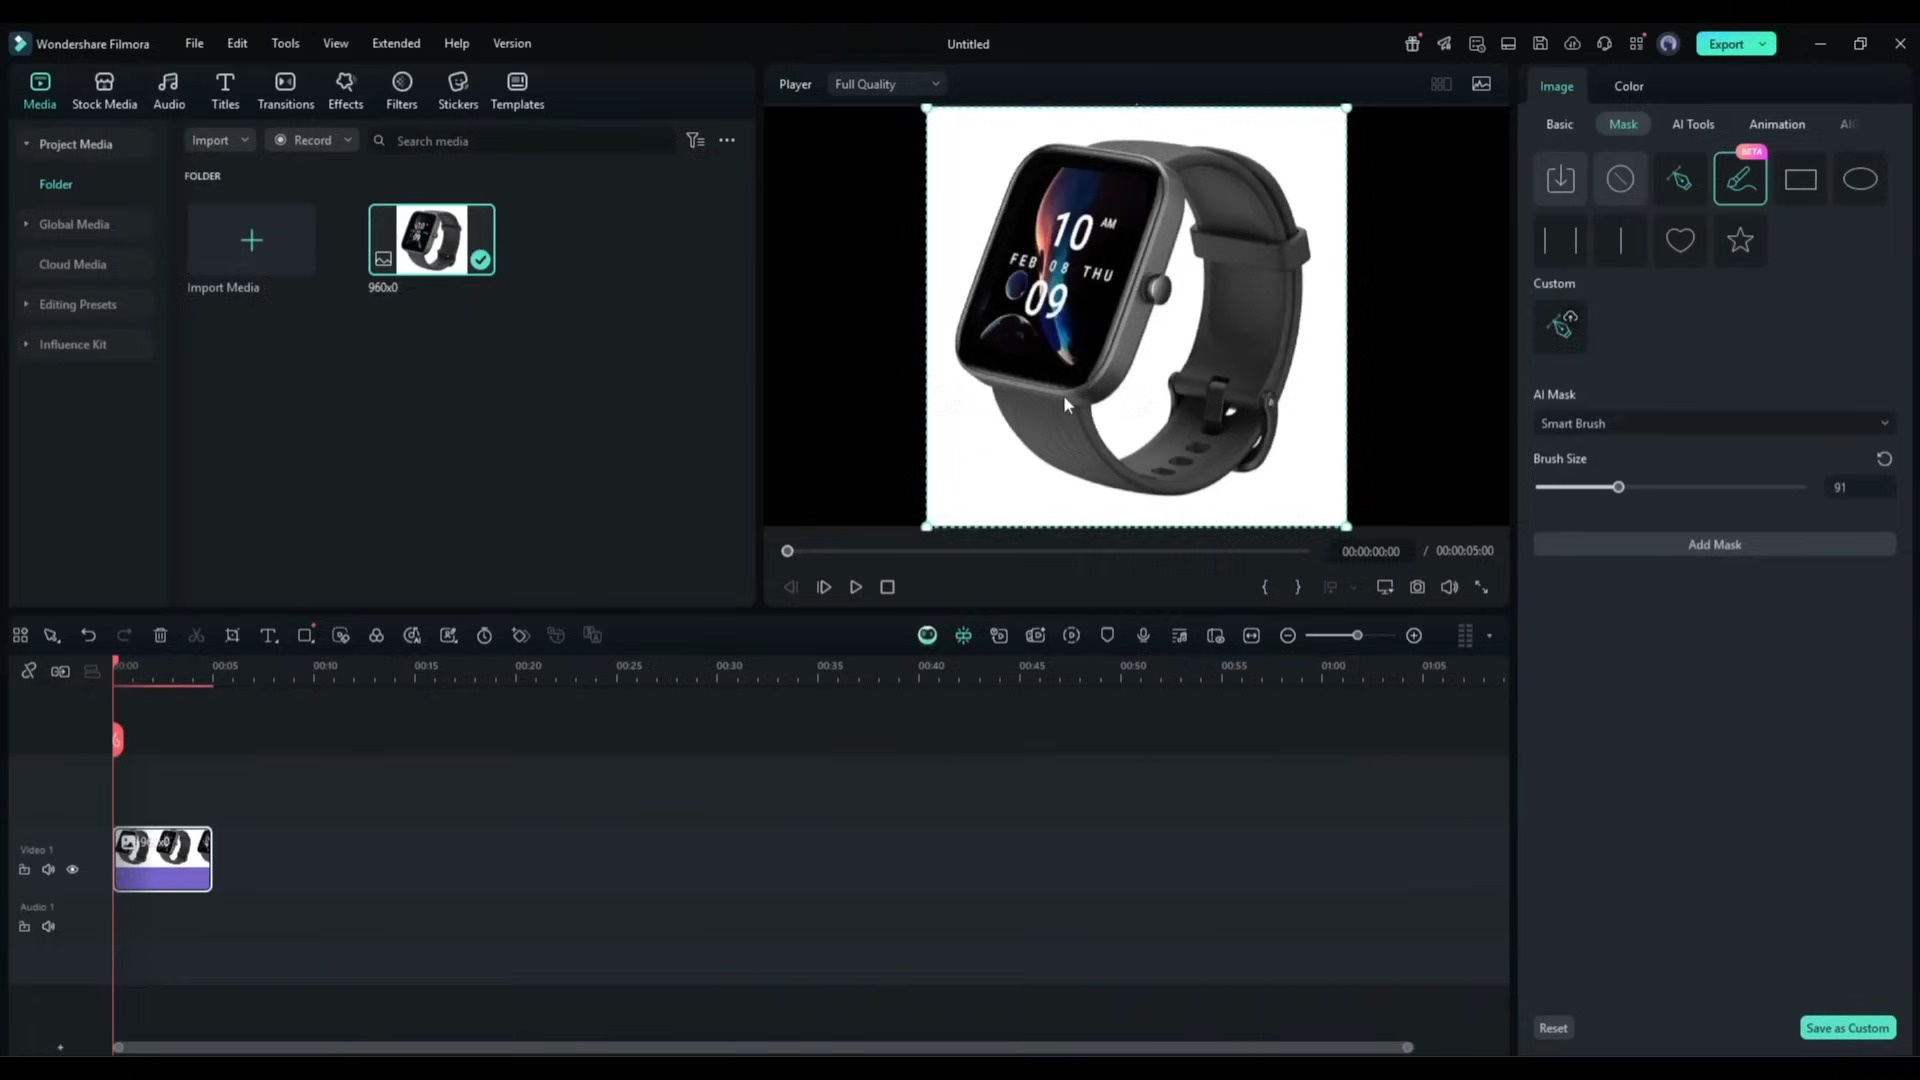 Wondershare Filmora
File
Edit
Tools
View
Extended
Help
Version
Untitled
Export
Media
Stock Media
Audio
Titles
Transitions
Effects
Filters
Stickers
Templates
Player
Full Quality
Image
Color
Basic
Mask
AI Tools
Animation
BETA
Project Media
Folder
Global Media
Cloud Media
Editing Presets
Influence Kit
Import
Record
Search media
FOLDER
Import Media
960x0
10 AM
FEB 08 THU
09
Custom
AI Mask
Smart Brush
Brush Size
91
Add Mask
00:00:00:00 / 00:00:05:00
00:00
00:05
00:10
00:15
00:20
00:25
00:30
00:35
00:40
00:45
00:50
00:55
01:00
01:05
Video 1
Audio 1
Reset
Save as Custom